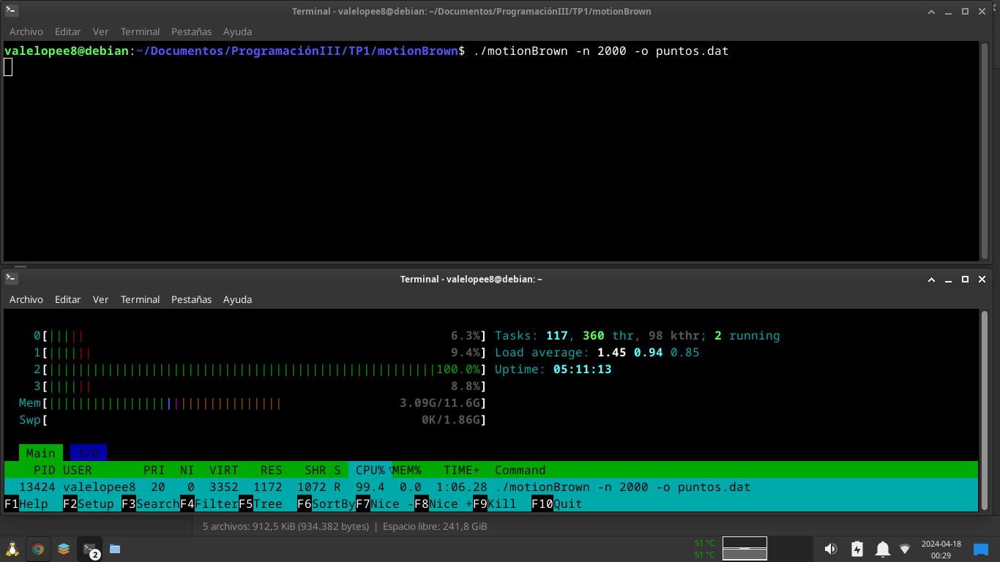 Terminal - valelopee8@debian: ~/Documentos/ProgramaciónIII/TP1/motionBrown
Archivo Editar Ver Terminal Pestañas Ayuda
valelopee8@debian:~/Documentos/ProgramaciónIII/TP1/motionBrown$ ./motionBrown -n 2000 -o puntos.dat
Terminal - valelopee8@debian: ~
Archivo Editar Ver Terminal Pestañas Ayuda
0[||||| 6.3%] Tasks: 117, 360 thr, 98 kthr; 2 running
1[|||||| 9.4%] Load average: 1.45 0.94 0.85
2[|||||||||||||||||||||||||||||||||||||||||||||||||||||100.0%] Uptime: 05:11:13
3[|||||| 8.8%]
Mem[|||||||||||||||||||||||||||||||| 3.09G/11.6G]
Swp[ 0K/1.86G]
Main I/O
PID USER PRI NI VIRT RES SHR S CPU%▽MEM% TIME+ Command
13424 valelopee8 20 0 3352 1172 1072 R 99.4 0.0 1:06.28 ./motionBrown -n 2000 -o puntos.dat
F1Help F2Setup F3SearchF4FilterF5Tree F6SortByF7Nice -F8Nice +F9Kill F10Quit
5 archivos: 912,5 KiB (934.382 bytes) | Espacio libre: 241,8 GiB
2
51 °C
51 °C
2024-04-18
00:29